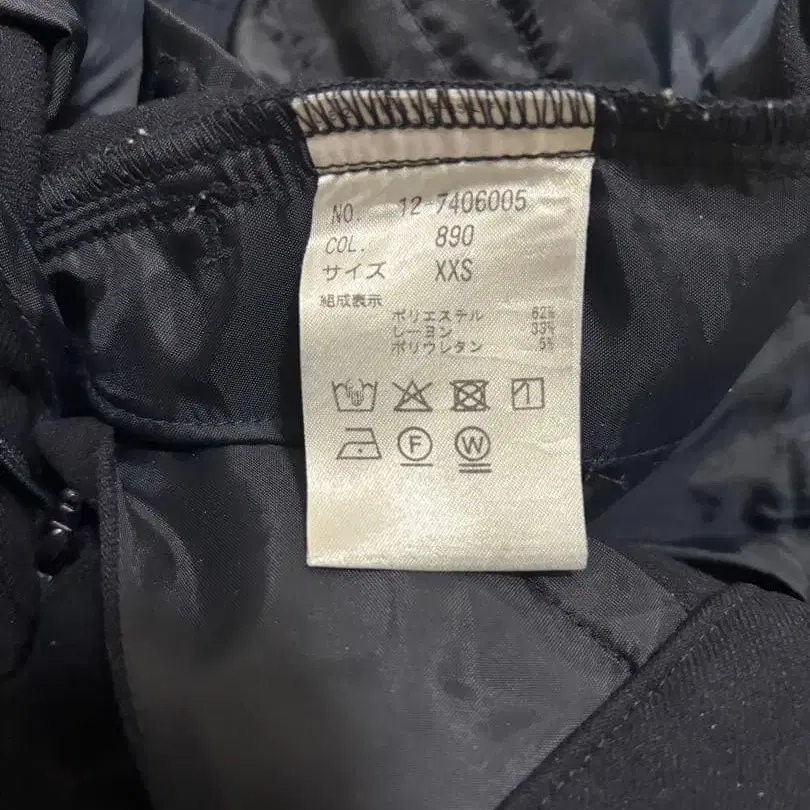 NO. 12-7406005
COL. 890
サイズ XXS
組成表示
ポリエステル 62%
レーヨン 33%
ポリウレタン 5%
F W